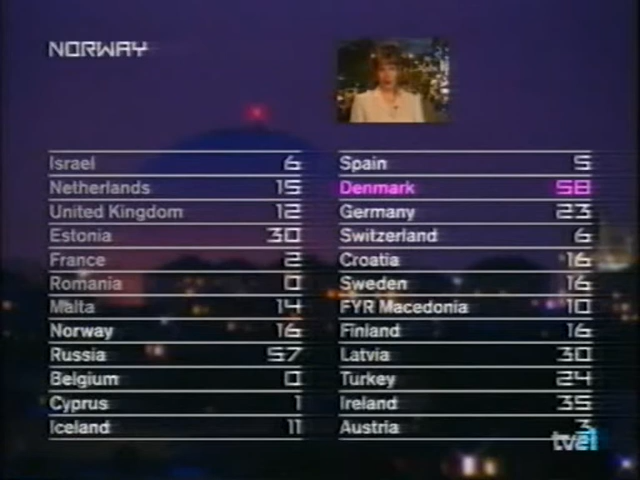 NORWAY
Israel 6
Netherlands 15
United Kingdom 12
Estonia 30
France 2
Romania 0
Malta 14
Norway 16
Russia 57
Belgium 0
Cyprus 1
Iceland 11
Spain 5
Denmark 58
Germany 23
Switzerland 6
Croatia 16
Sweden 16
FYR Macedonia 10
Finland 16
Latvia 30
Turkey 24
Ireland 35
Austria 3
tve1